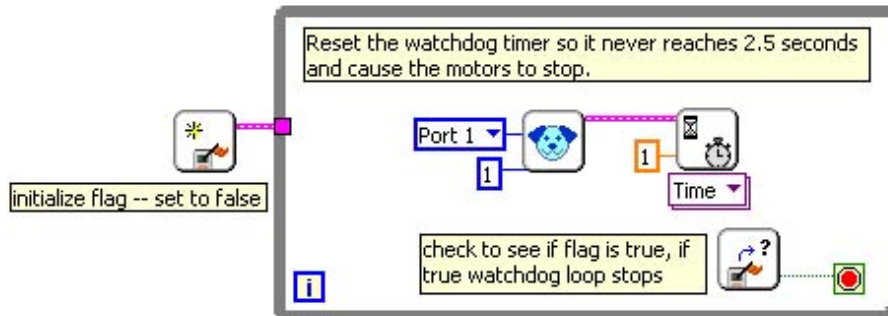 Reset the watchdog timer so it never reaches 2.5 seconds
and cause the motors to stop.
Port 1
1
1
Time
initialize flag -- set to false
check to see if flag is true, if
true watchdog loop stops
?
i